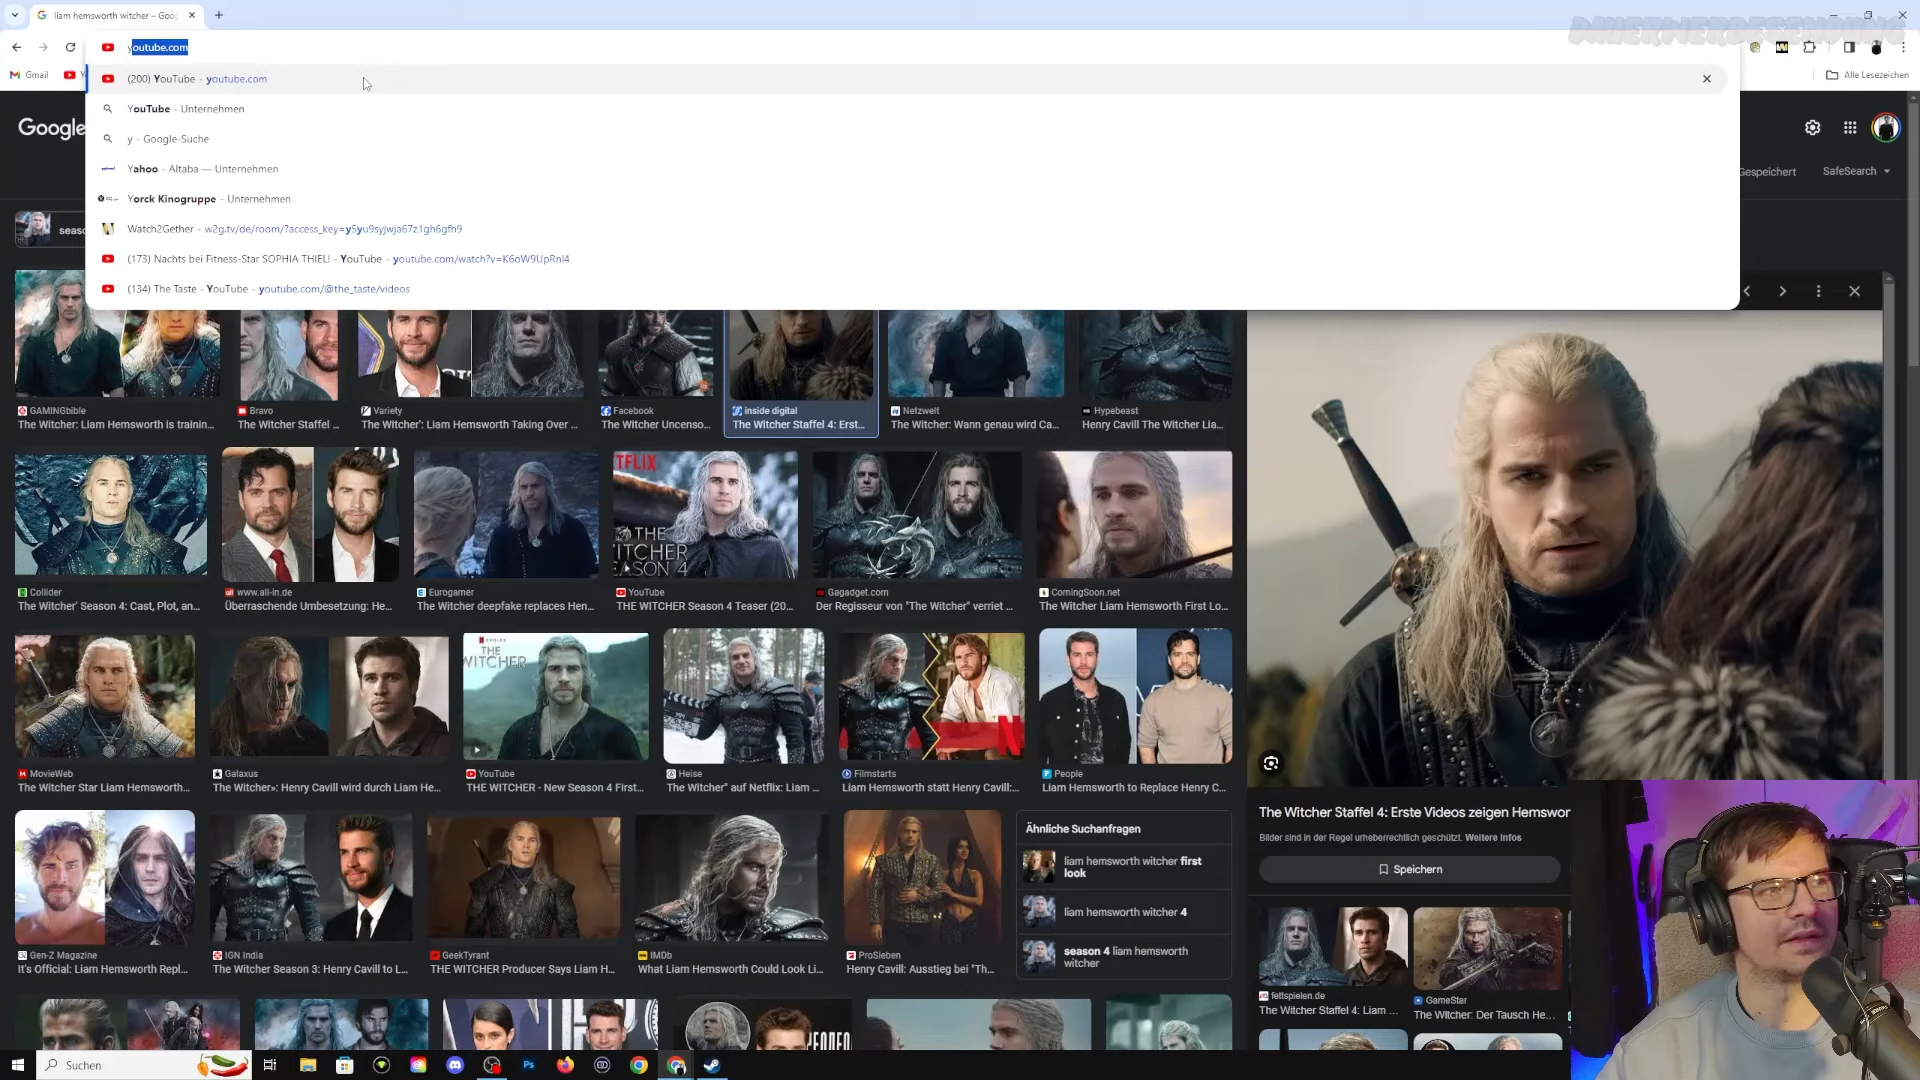 liam hemsworth witcher – Goog
youtube.com
Gmail
Alle Lesezeichen
(200) YouTube - youtube.com
YouTube - Unternehmen
y - Google-Suche
Yahoo - Altaba — Unternehmen
Yorck Kinogruppe - Unternehmen
Watch2Gether - w2g.tv/de/room/?access_key=y5yu9syjwja67z1gh6gfh9
(173) Nachts bei Fitness-Star SOPHIA THIEL! - YouTube - youtube.com/watch?v=K6oW9UpRnI4
(134) The Taste - YouTube - youtube.com/@the_taste/videos
Google
Gespeichert
SafeSearch
seaso
GAMINGbible
The Witcher: Liam Hemsworth is trainin...
Bravo
The Witcher Staffel ...
Variety
The Witcher': Liam Hemsworth Taking Over ...
Facebook
The Witcher Uncenso...
inside digital
The Witcher Staffel 4: Erst...
Netzwelt
The Witcher: Wann genau wird Ca...
Hypebeast
Henry Cavill The Witcher Lia...
Collider
The Witcher' Season 4: Cast, Plot, an...
www.all-in.de
Überraschende Umbesetzung: He...
Eurogamer
The Witcher deepfake replaces Hen...
TFLIX
THE
WITCHER
SEASON 4
YouTube
THE WITCHER Season 4 Teaser (20...
Gagadget.com
Der Regisseur von "The Witcher" verriet ...
ComingSoon.net
The Witcher Liam Hemsworth First Lo...
MovieWeb
The Witcher Star Liam Hemsworth...
Galaxus
The Witcher»: Henry Cavill wird durch Liam He...
THE
WITCHER
YouTube
THE WITCHER - New Season 4 First...
Heise
The Witcher" auf Netflix: Liam ...
N
Filmstarts
Liam Hemsworth statt Henry Cavill:...
People
Liam Hemsworth to Replace Henry C...
Gen-Z Magazine
It's Official: Liam Hemsworth Repl...
IGN India
The Witcher Season 3: Henry Cavill to L...
GeekTyrant
THE WITCHER Producer Says Liam H...
IMDb
What Liam Hemsworth Could Look Li...
ProSieben
Henry Cavill: Ausstieg bei "Th...
Ähnliche Suchanfragen
liam hemsworth witcher first
look
liam hemsworth witcher 4
season 4 liam hemsworth
witcher
The Witcher Staffel 4: Erste Videos zeigen Hemswor
Bilder sind in der Regel urheberrechtlich geschützt. Weitere Infos
Speichern
fettspielen.de
The Witcher Staffel 4: Liam ...
GameStar
The Witcher: Der Tausch He...
Suchen
Ps